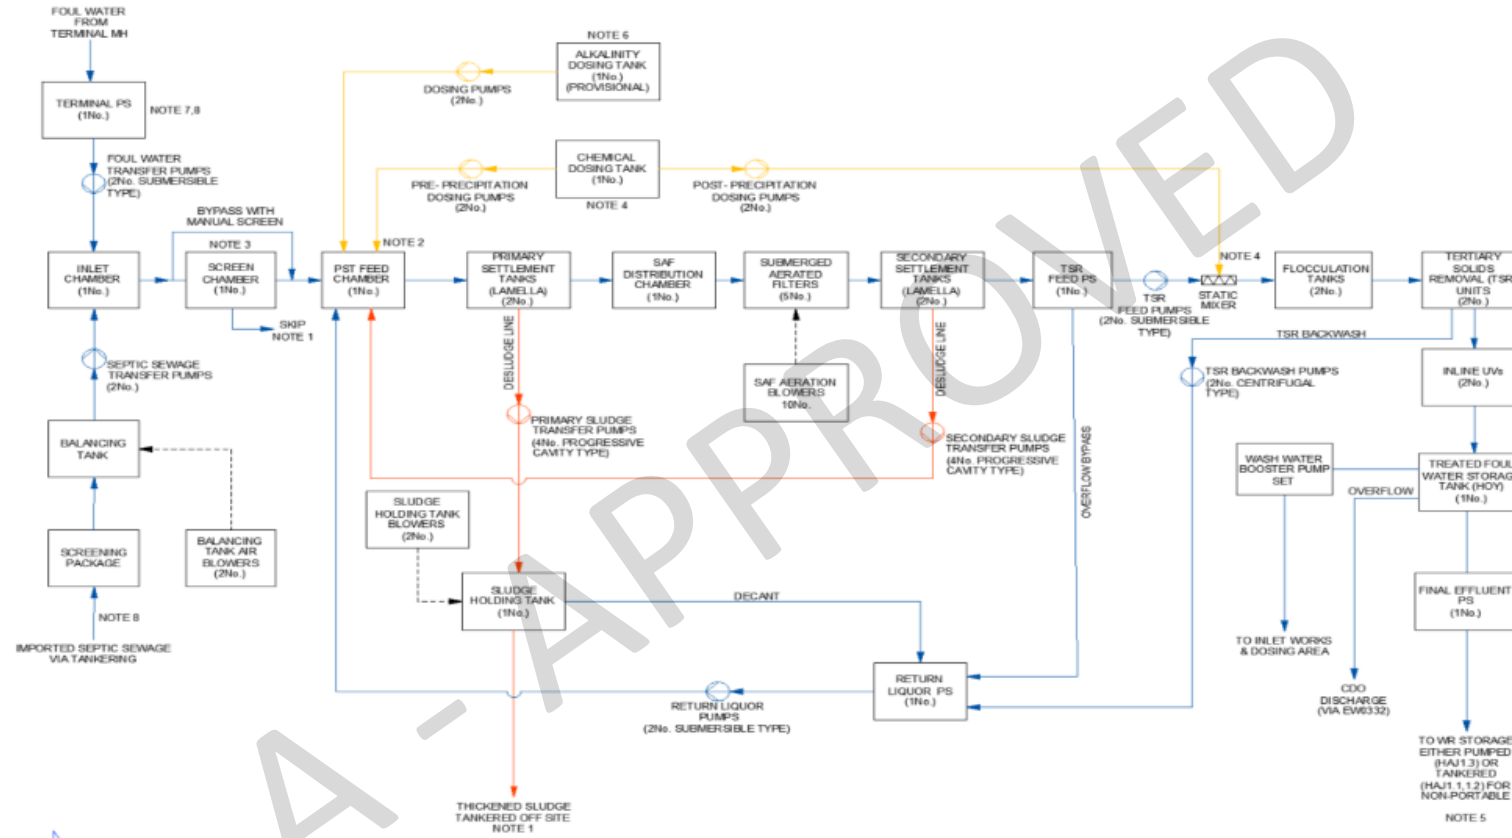 FOUL WATER
FROM
TERMINAL MH
TERMINAL PS
(1No.)
NOTE 7,8
FOUL WATER
TRANSFER PUMPS
(2No. SUBMERSIBLE
TYPE)
BYPASS WITH
MANUAL SCREEN
NOTE 6
ALKALINITY
DOSING TANK
(1No.)
(PROVISIONAL)
DOSING PUMPS
(2No.)
CHEMICAL
DOSING TANK
(1No.)
NOTE 4
PRE- PRECIPITATION
DOSING PUMPS
(2No.)
POST- PRECIPITATION
DOSING PUMPS
(2No.)
INLET
CHAMBER
(1No.)
NOTE 3
SCREEN
CHAMBER
(1No.)
SKIP
NOTE 1
NOTE 2
PST FEED
CHAMBER
(1No.)
PRIMARY
SETTLEMENT
TANKS
(LAMELLA)
(2No.)
SAF
DISTRIBUTION
CHAMBER
(1No.)
SUBMERGED
AERATED
FILTERS
(5No.)
SECONDARY
SETTLEMENT
TANKS
(LAMELLA)
(2No.)
TSR
FEED PS
(1No.)
TSR
FEED PUMPS
(2No. SUBMERSIBLE
TYPE)
NOTE 4
STATIC
MIXER
FLOCCULATION
TANKS
(2No.)
TERTIARY
SOLIDS
REMOVAL (TSR
UNITS
(2No.)
SEPTIC SEWAGE
TRANSFER PUMPS
(2No.)
BALANCING
TANK
SCREENING
PACKAGE
BALANCING
TANK AIR
BLOWERS
(2No.)
NOTE 8
IMPORTED SEPTIC SEWAGE
VIA TANKERING
DESLUDGE LINE
PRIMARY SLUDGE
TRANSFER PUMPS
(4No. PROGRESSIVE
CAVITY TYPE)
SAF AERATION
BLOWERS
10No.
DESLUDGE LINE
SECONDARY SLUDGE
TRANSFER PUMPS
(4No. PROGRESSIVE
CAVITY TYPE)
OVERFLOW BYPASS
TSR BACKWASH
TSR BACKWASH PUMPS
(2No. CENTRIFUGAL
TYPE)
INLINE UVs
(2No.)
WASH WATER
BOOSTER PUMP
SET
TREATED FOUL
WATER STORAG
TANK (HOY)
(1No.)
OVERFLOW
SLUDGE
HOLDING TANK
BLOWERS
(2No.)
SLUDGE
HOLDING TANK
(1No.)
DECANT
RETURN
LIQUOR PS
(1No.)
RETURN LIQUOR
PUMPS
(2No. SUBMERSIBLE TYPE)
FINAL EFFLUENT
PS
(1No.)
TO INLET WORKS
& DOSING AREA
CDO
DISCHARGE
(VIA EW0332)
TO WR STORAGE
EITHER PUMPED
(HAJ1.3) OR
TANKERED
(HAJ1.1,1.2) FOR
NON-PORTABLE
NOTE 5
THICKENED SLUDGE
TANKERED OFF SITE
NOTE 1
A - APPROVED